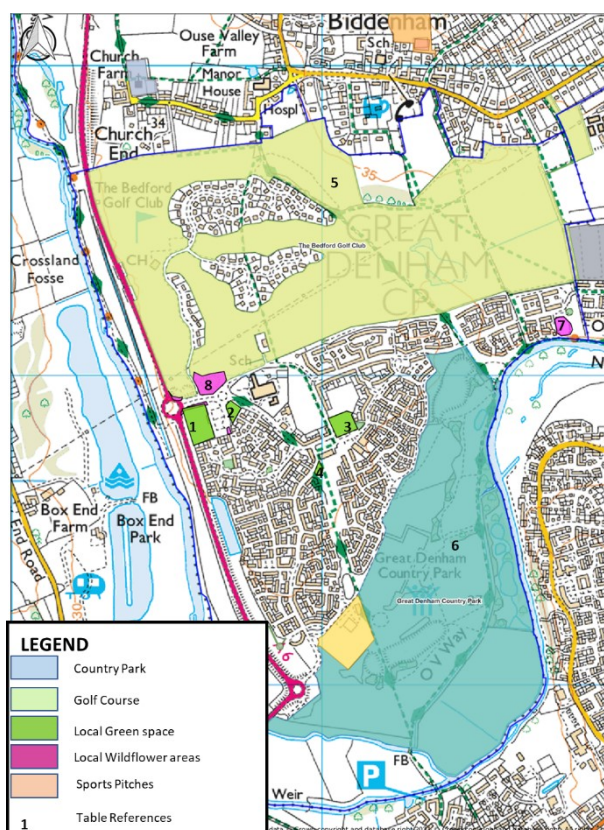 Biddenham
Ouse Valley
Farm
Sch
Church
Farm
Manor
House
Hospl
34
Church
End
35
5
The Bedford
Golf Club
The Bedford Golf Club
GREAT
DENHAM
CP
CH
Crossland
Fosse
7
Sch
8
1
2
3
4
FB
Box End
Farm
Box End
Park
End Road
30
6
Great Denham
Country Park
Great Denham Country Park
O V Way
6
FB
P
Weir
LEGEND
Country Park
Golf Course
Local Green space
Local Wildflower areas
Sports Pitches
1 Table References